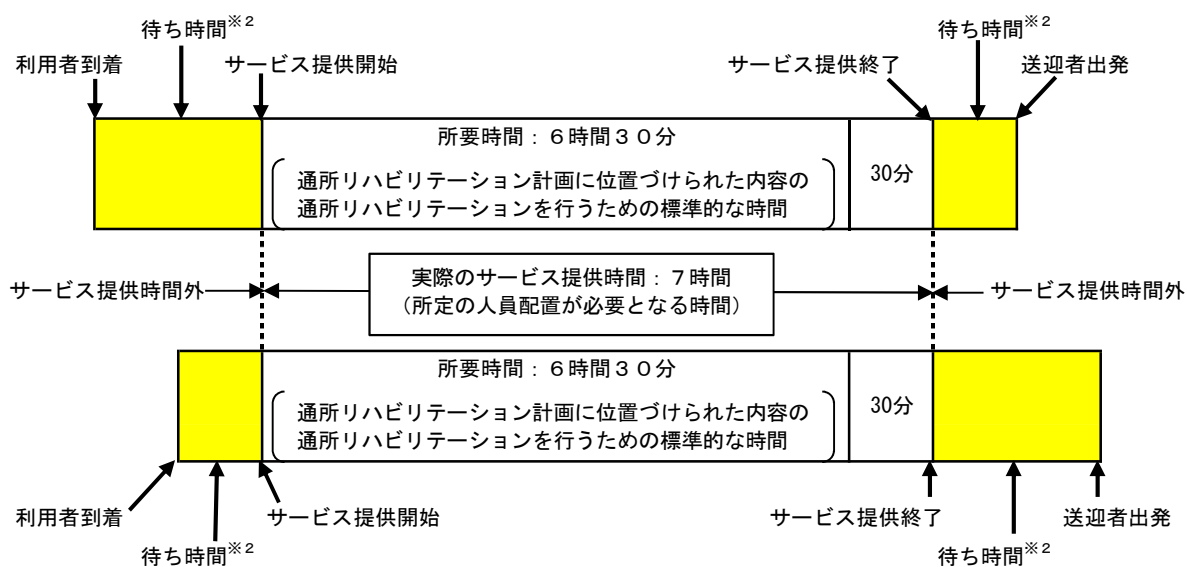 待ち時間※2
待ち時間※2
利用者到着
サービス提供開始
サービス提供終了
送迎者出発
所要時間:6時間30分
通所リハビリテーション計画に位置づけられた内容の
通所リハビリテーションを行うための標準的な時間
30分
サービス提供時間外
実際のサービス提供時間:7時間
(所定の人員配置が必要となる時間)
サービス提供時間外
所要時間:6時間30分
通所リハビリテーション計画に位置づけられた内容の
通所リハビリテーションを行うための標準的な時間
30分
利用者到着
サービス提供開始
サービス提供終了
送迎者出発
待ち時間※2
待ち時間※2